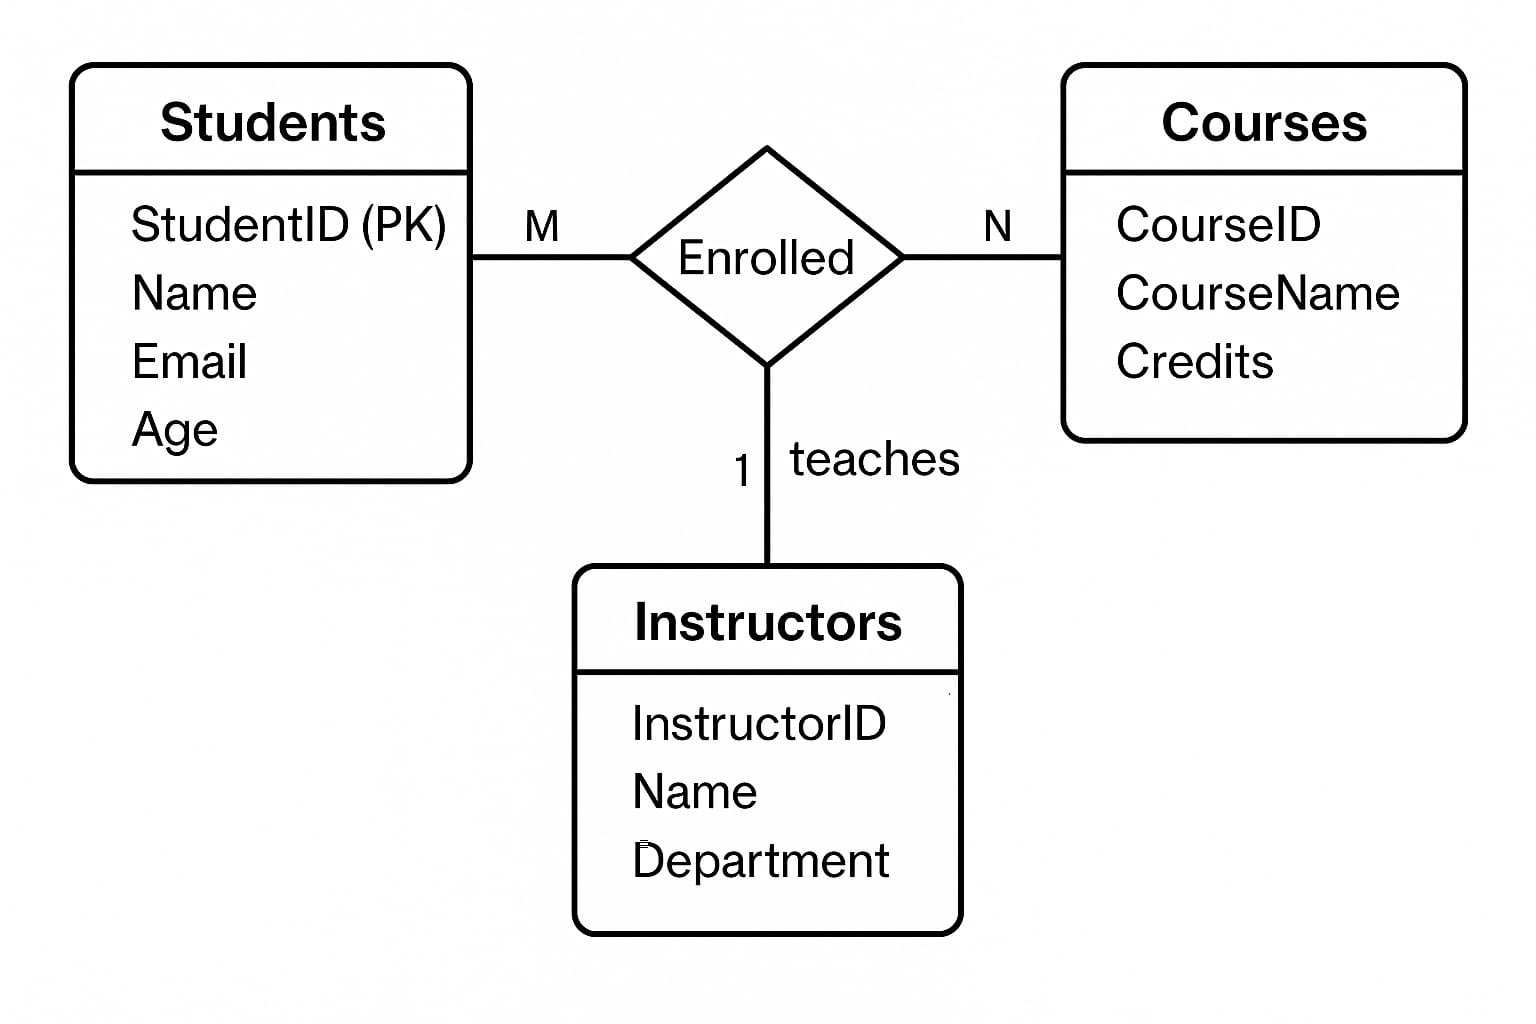 Students
StudentID (PK)
Name
Email
Age
M
Enrolled
N
Courses
CourseID
CourseName
Credits
1
teaches
Instructors
InstructorID
Name
Department